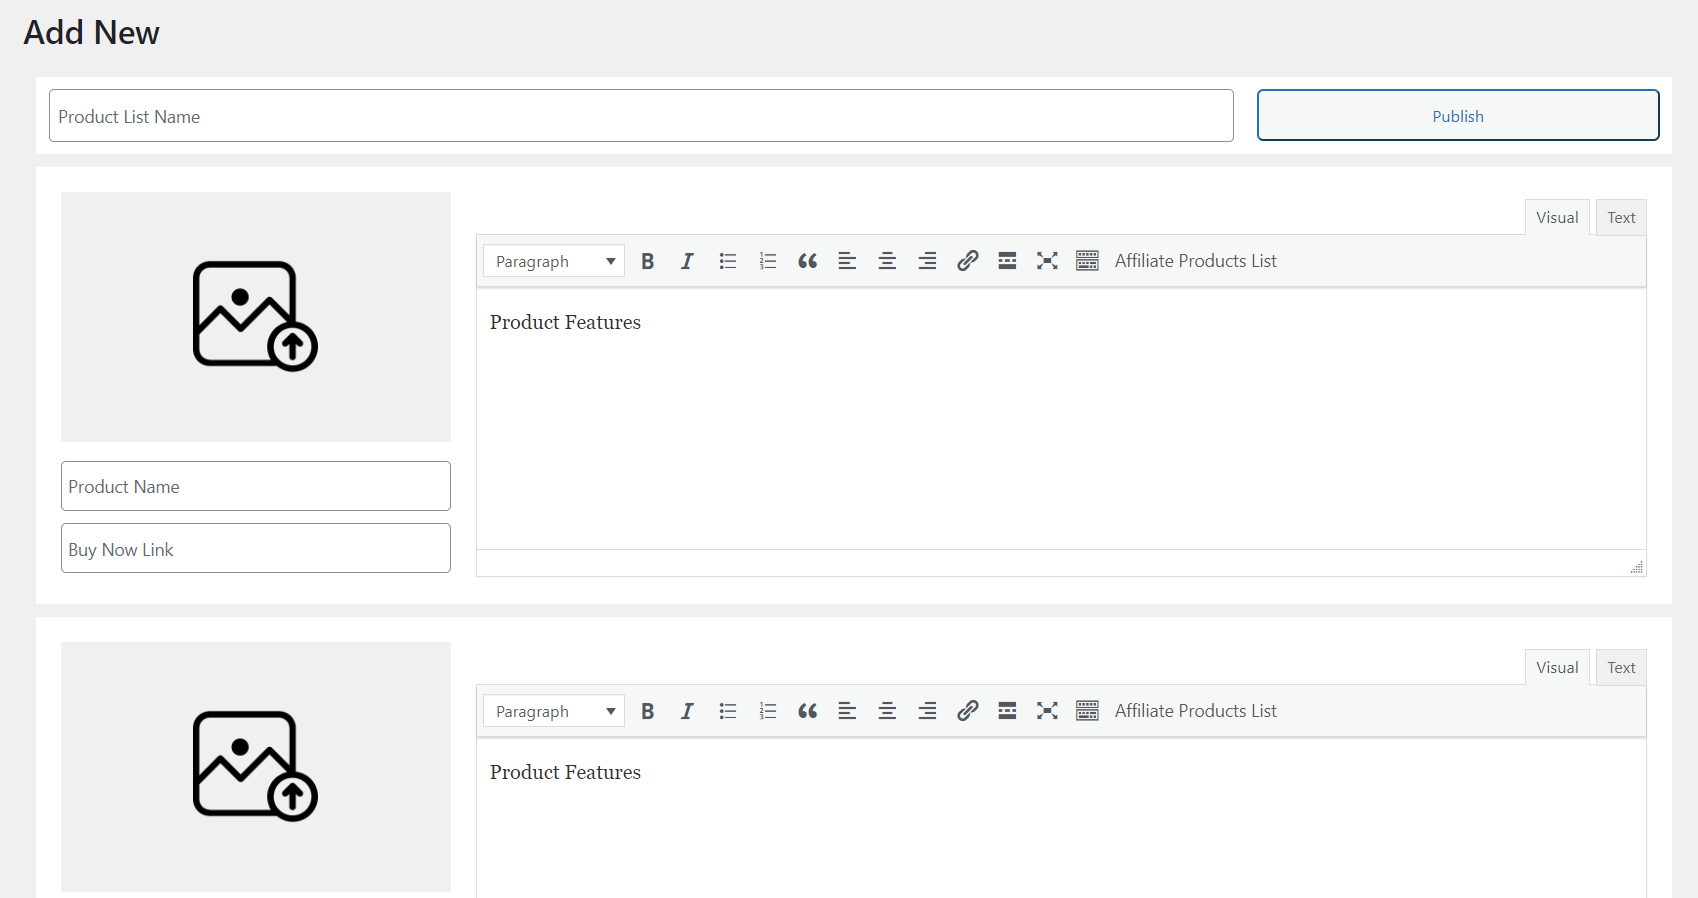 Add New
Product List Name
Publish
Visual Text
Paragraph B I Affiliate Products List
Product Features
Product Name
Buy Now Link
Visual Text
Paragraph B I Affiliate Products List
Product Features